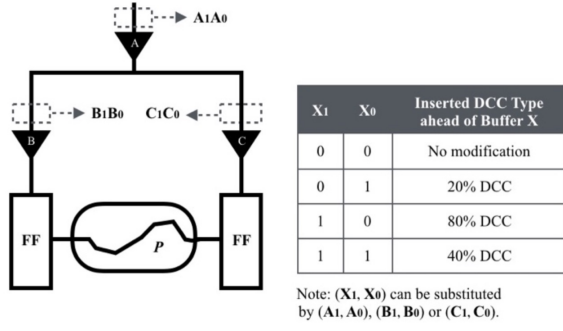 A1A0
A
B1B0
C1C0
B
C
FF
P
FF
X1 X0 Inserted DCC Type
ahead of Buffer X
0 0 No modification
0 1 20% DCC
1 0 80% DCC
1 1 40% DCC
Note: (X1, X0) can be substituted
by (A1, A0), (B1, B0) or (C1, C0).